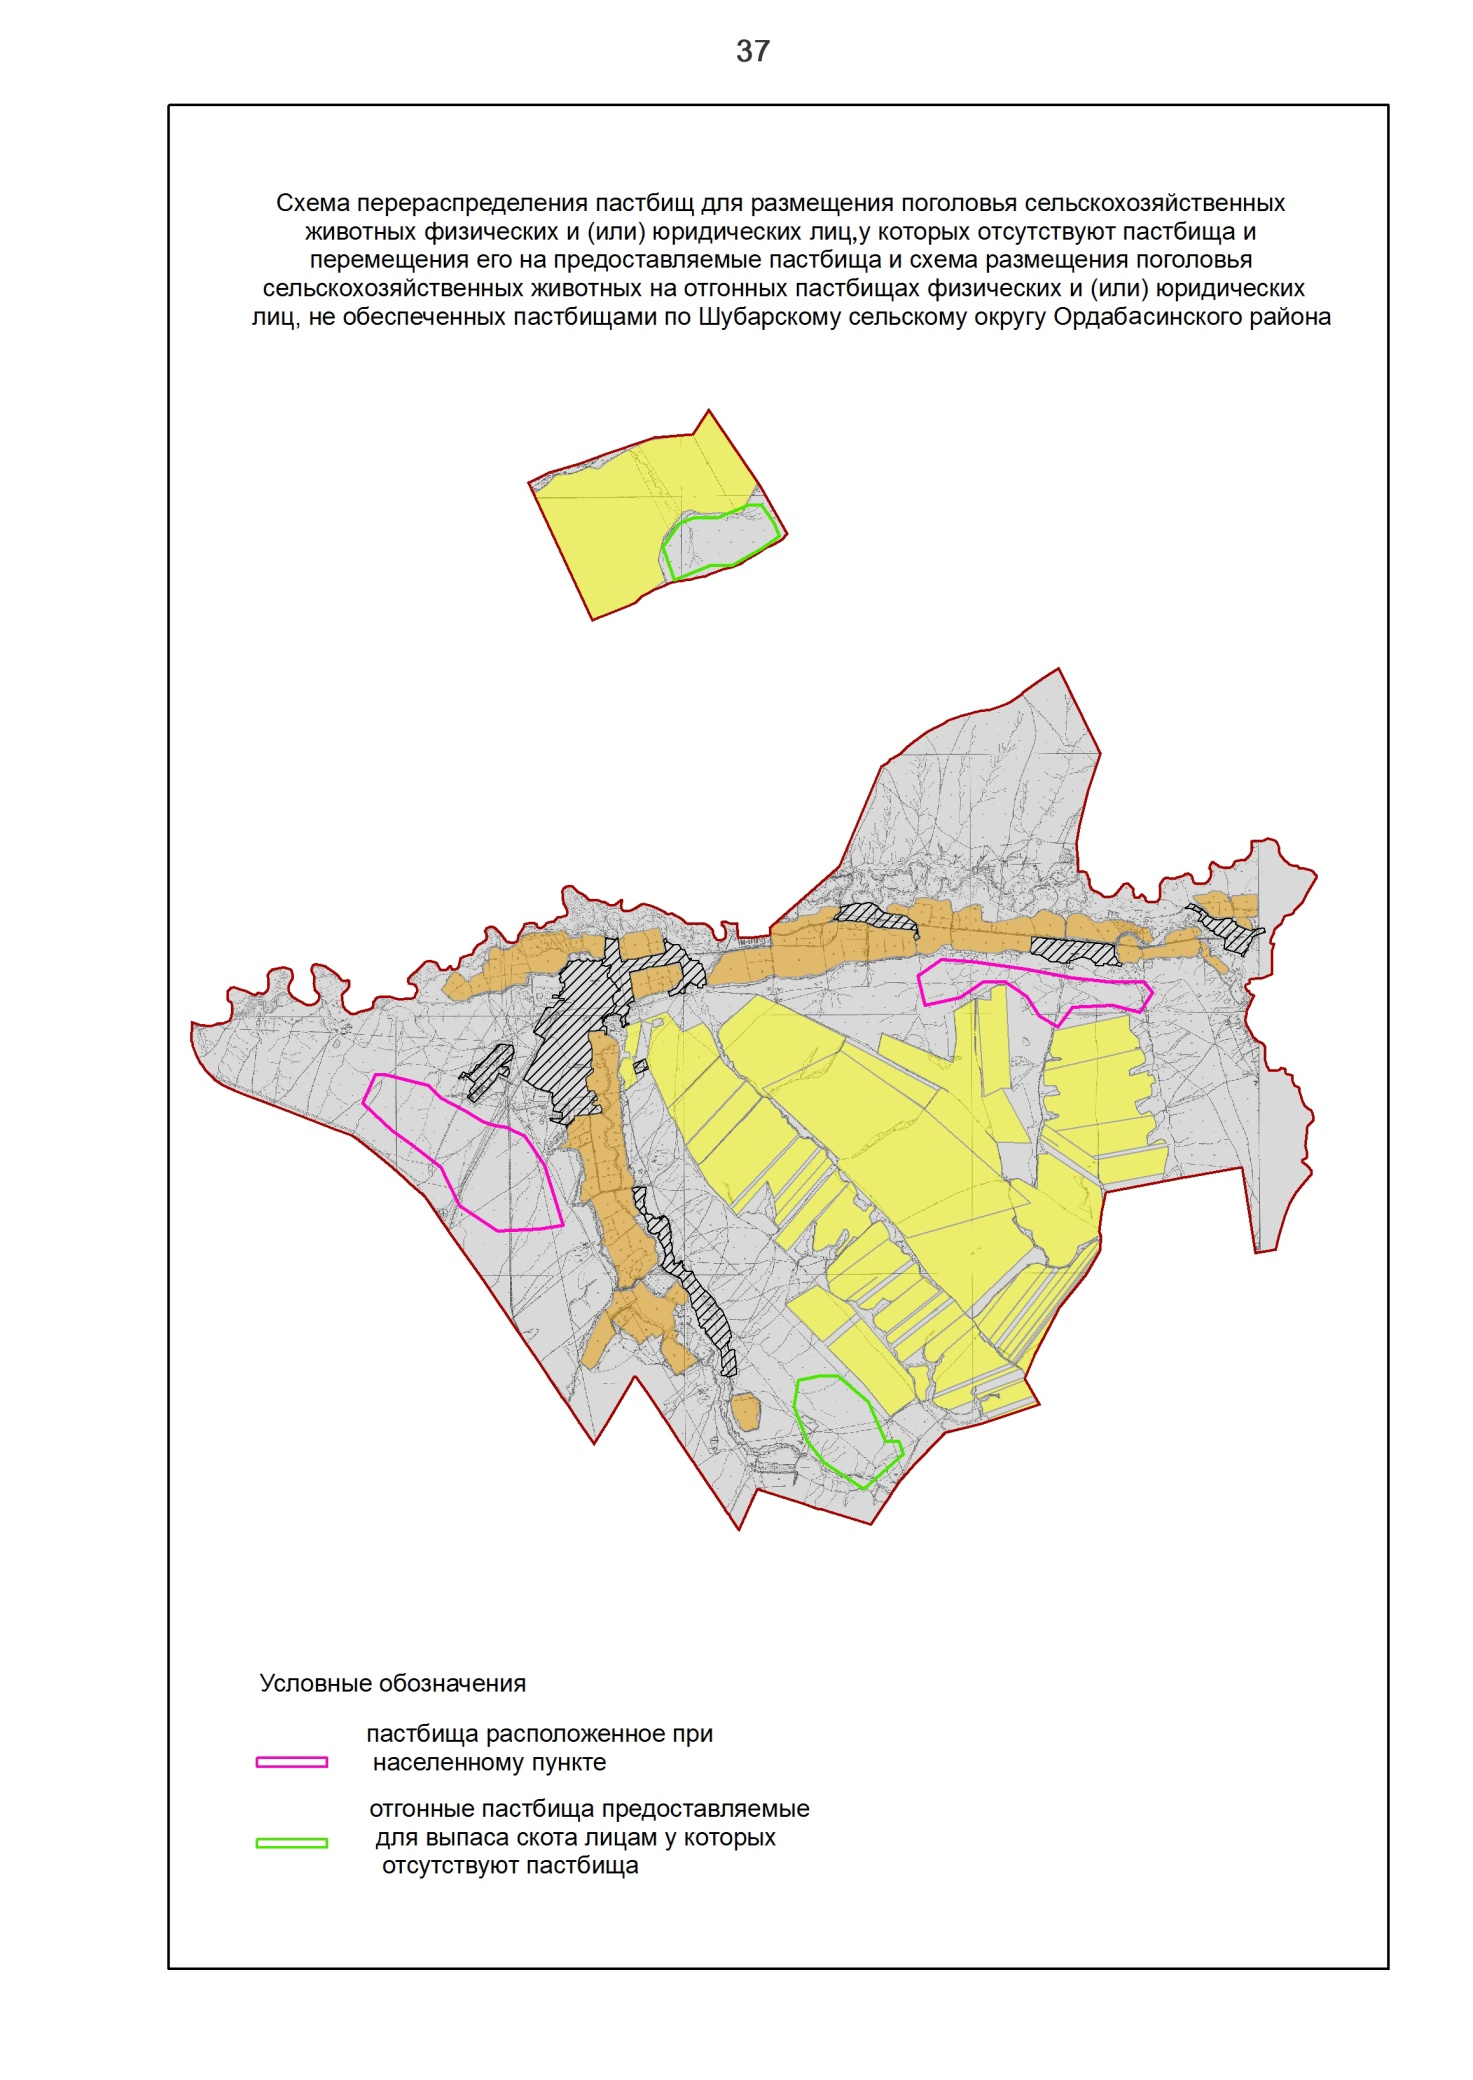 37
Схема перераспределения пастбищ для размещения поголовья сельскохозяйственных
животных физических и (или) юридических лиц,у которых отсутствуют пастбища и
перемещения его на предоставляемые пастбища и схема размещения поголовья
сельскохозяйственных животных на отгонных пастбищах физических и (или) юридических
лиц, не обеспеченных пастбищами по Шубарскому сельскому округу Ордабасинского района
Условные обозначения
пастбища расположенное при
населенному пункте
отгонные пастбища предоставляемые
для выпаса скота лицам у которых
отсутствуют пастбища